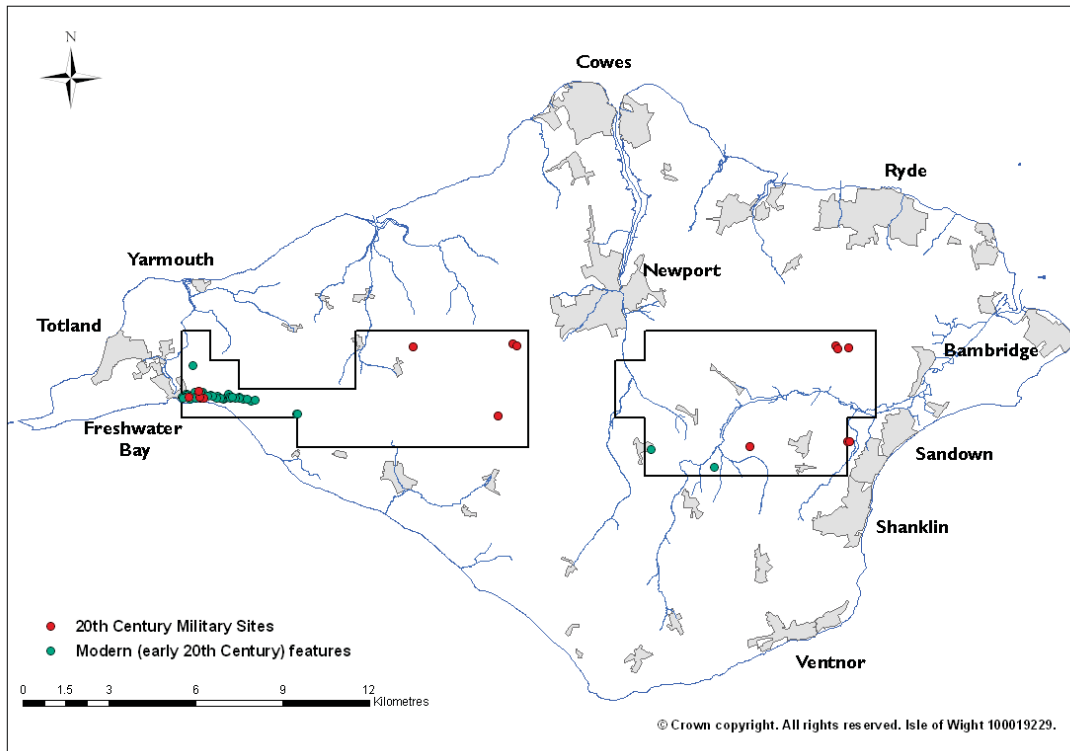 N
Cowes
Ryde
Yarmouth
Newport
Totland
Bambridge
Freshwater
Bay
Sandown
Shanklin
20th Century Military Sites
Modern (early 20th Century) features
Ventnor
0 1.5 3 6 9 12
Kilometres
© Crown copyright. All rights reserved. Isle of Wight 100019229.